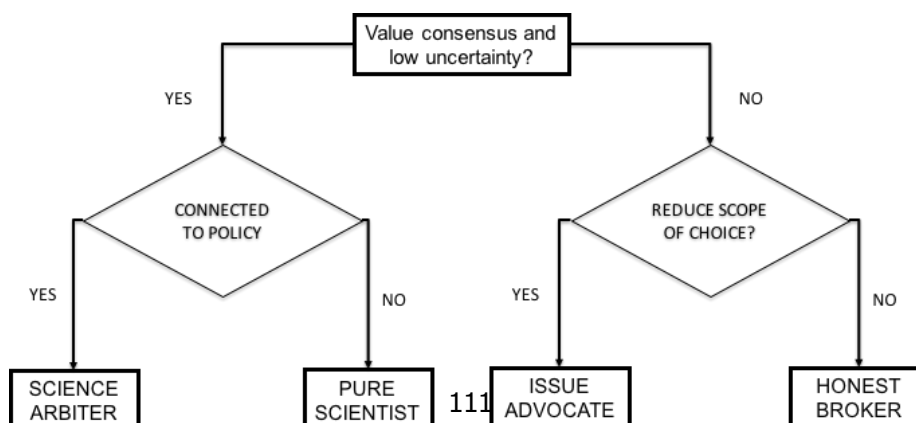 Value consensus and
low uncertainty?
YES
NO
CONNECTED
TO POLICY
REDUCE SCOPE
OF CHOICE?
YES
NO
YES
NO
SCIENCE
ARBITER
PURE
SCIENTIST
111
ISSUE
ADVOCATE
HONEST
BROKER